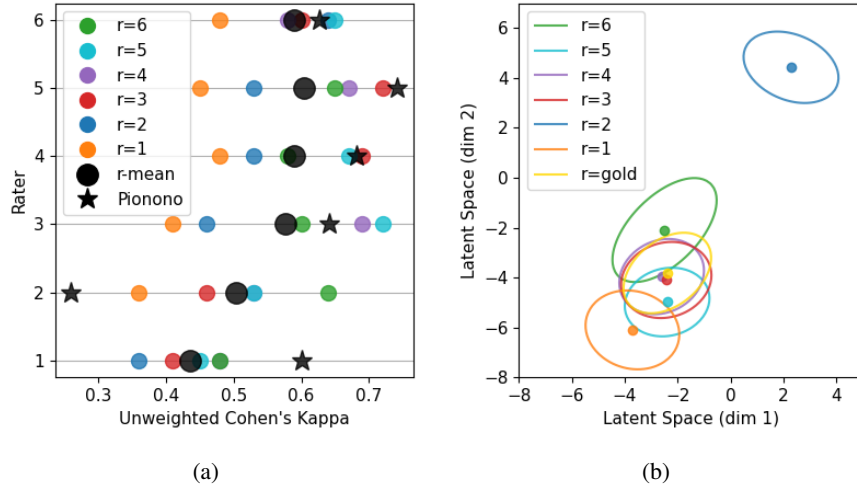 r=6
r=5
r=4
r=3
r=2
r=1
r-mean
Pionono
Rater
6
5
4
3
2
1
0.3 0.4 0.5 0.6 0.7
Unweighted Cohen's Kappa
(a)
r=6
r=5
r=4
r=3
r=2
r=1
r=gold
Latent Space (dim 2)
6
4
2
0
−2
−4
−6
−8
−8 −6 −4 −2 0 2 4
Latent Space (dim 1)
(b)